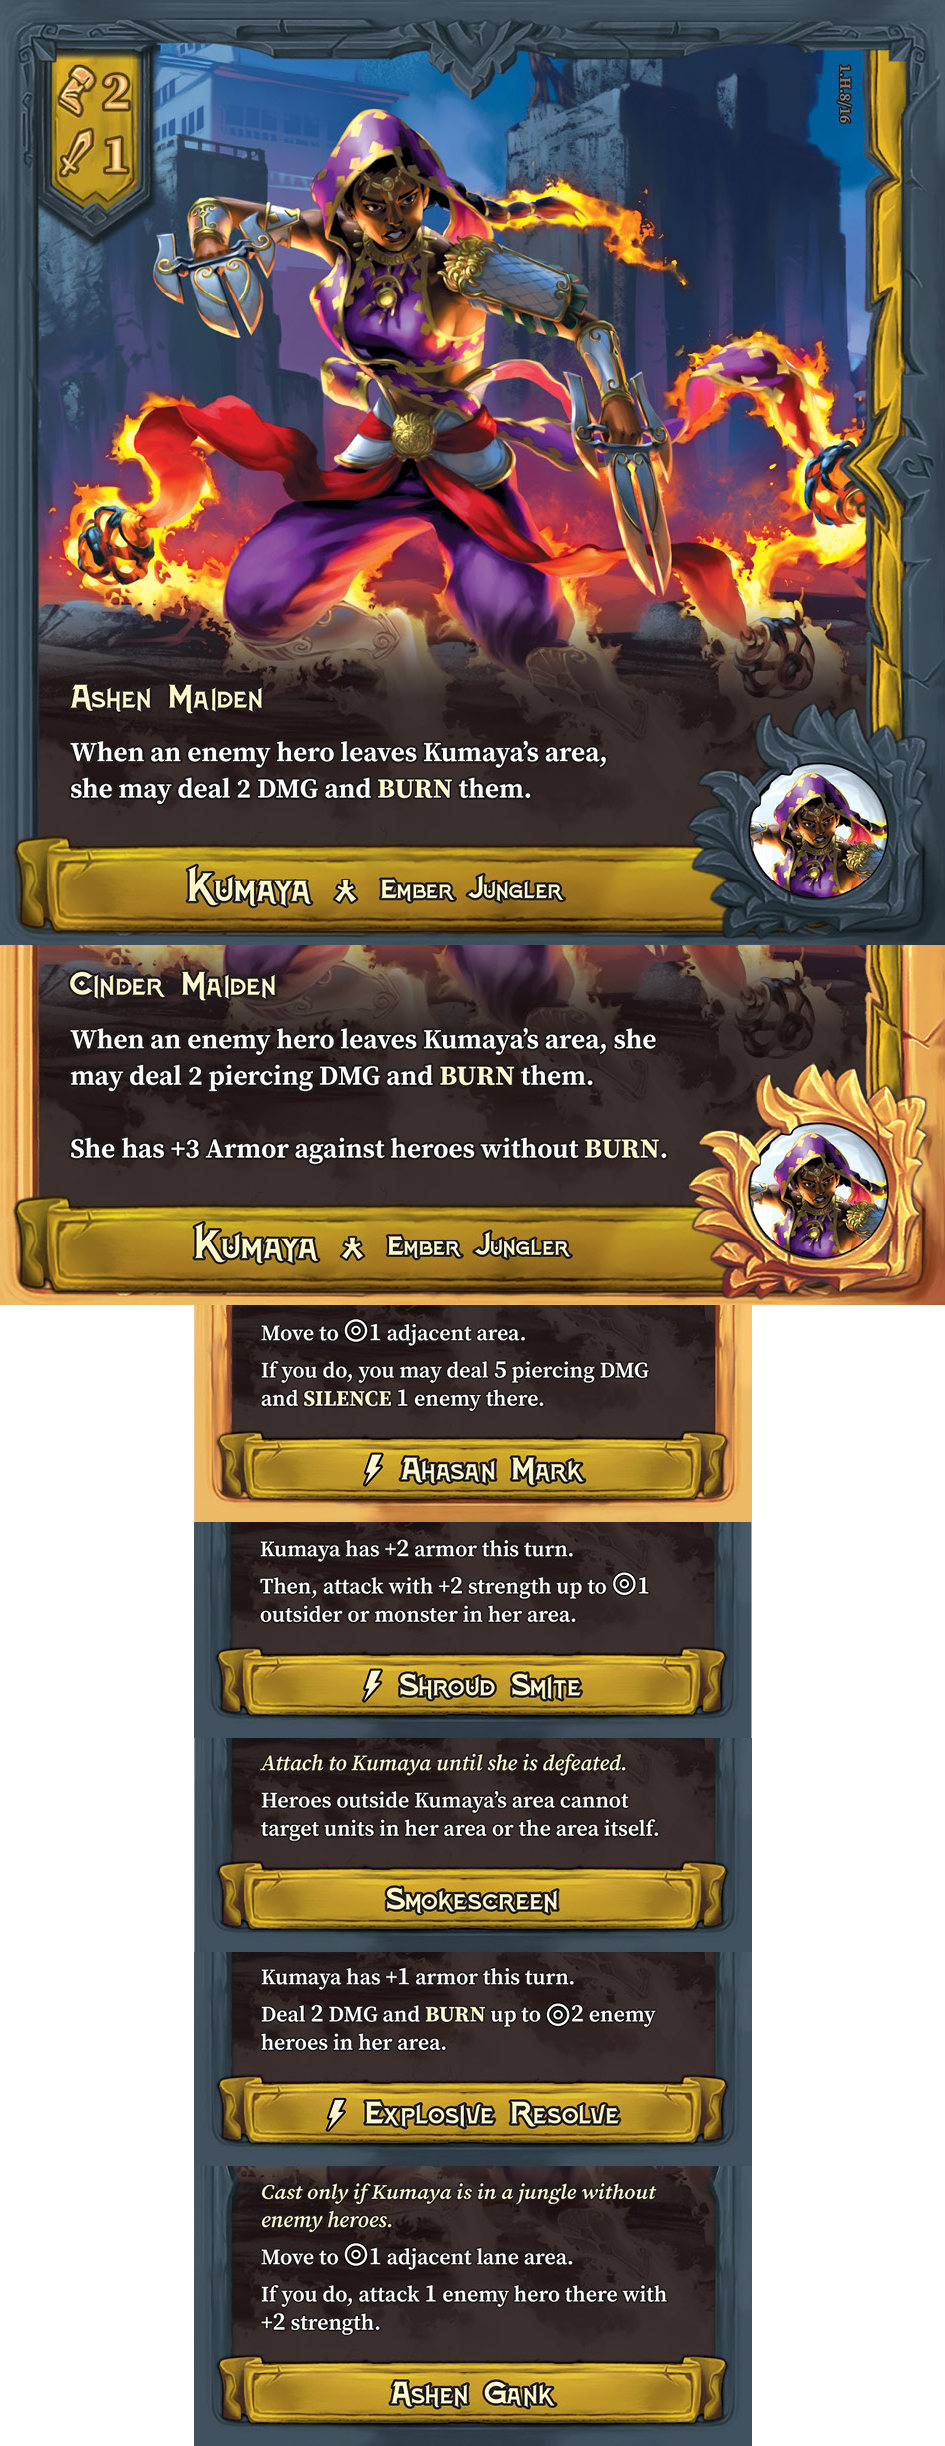 2
1
1.H.8/16
Ashen Maiden
When an enemy hero leaves Kumaya’s area,
she may deal 2 DMG and BURN them.
Kumaya Ember Jungler
Cinder Maiden
When an enemy hero leaves Kumaya’s area, she
may deal 2 piercing DMG and BURN them.
She has +3 Armor against heroes without BURN.
Kumaya Ember Jungler
Move to ◎1 adjacent area.
If you do, you may deal 5 piercing DMG
and SILENCE 1 enemy there.
Ahasan Mark
Kumaya has +2 armor this turn.
Then, attack with +2 strength up to ◎1
outsider or monster in her area.
Shroud Smite
Attach to Kumaya until she is defeated.
Heroes outside Kumaya’s area cannot
target units in her area or the area itself.
Smokescreen
Kumaya has +1 armor this turn.
Deal 2 DMG and BURN up to ◎2 enemy
heroes in her area.
Explosive Resolve
Cast only if Kumaya is in a jungle without
enemy heroes.
Move to ◎1 adjacent lane area.
If you do, attack 1 enemy hero there with
+2 strength.
Ashen Gank